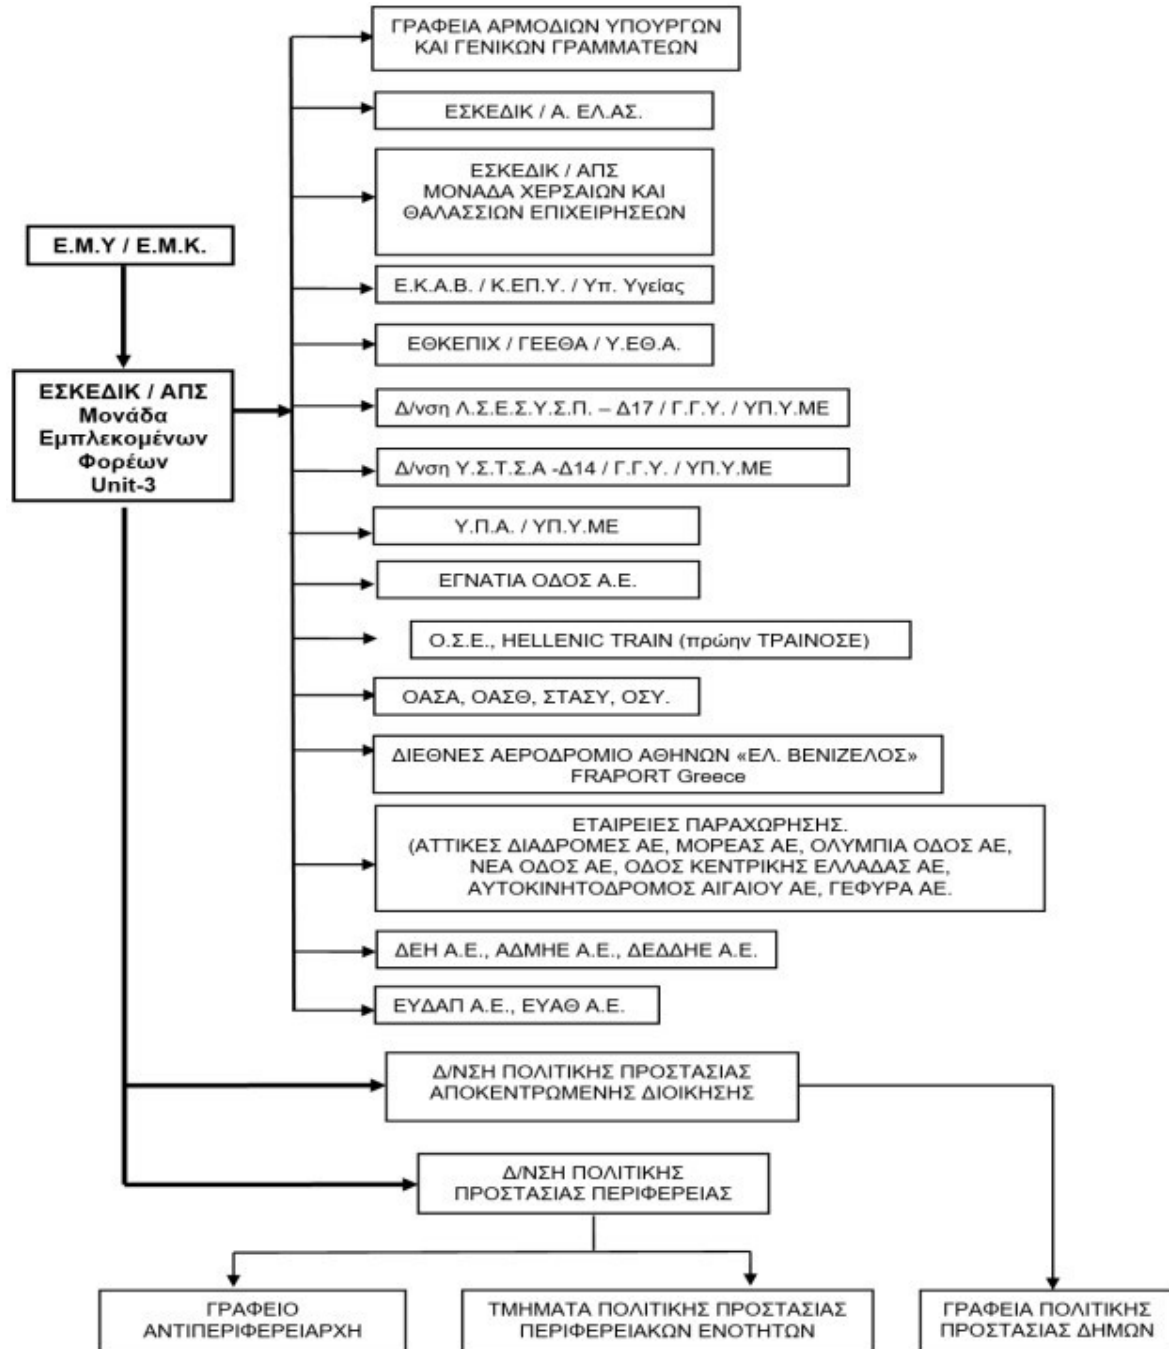 ΓΡΑΦΕΙΑ ΑΡΜΟΔΙΩΝ ΥΠΟΥΡΓΩΝ
ΚΑΙ ΓΕΝΙΚΩΝ ΓΡΑΜΜΑΤΕΩΝ
ΕΣΚΕΔΙΚ / Α. ΕΛ.ΑΣ.
ΕΣΚΕΔΙΚ / ΑΠΣ
ΜΟΝΑΔΑ ΧΕΡΣΑΙΩΝ ΚΑΙ
ΘΑΛΑΣΣΙΩΝ ΕΠΙΧΕΙΡΗΣΕΩΝ
Ε.Μ.Υ / Ε.Μ.Κ.
Ε.Κ.Α.Β. / Κ.ΕΠ.Υ. / Υπ. Υγείας
ΕΘΚΕΠΙΧ / ΓΕΕΘΑ / Υ.ΕΘ.Α.
ΕΣΚΕΔΙΚ / ΑΠΣ
Μονάδα
Εμπλεκομένων
Φορέων
Unit-3
Δ/νση Λ.Σ.Ε.Σ.Υ.Σ.Π. – Δ17 / Γ.Γ.Υ. / ΥΠ.Υ.ΜΕ
Δ/νση Υ.Σ.Τ.Σ.Α -Δ14 / Γ.Γ.Υ. / ΥΠ.Υ.ΜΕ
Υ.Π.Α. / ΥΠ.Υ.ΜΕ
ΕΓΝΑΤΙΑ ΟΔΟΣ Α.Ε.
Ο.Σ.Ε., HELLENIC TRAIN (πρώην ΤΡΑΙΝΟΣΕ)
ΟΑΣΑ, ΟΑΣΘ, ΣΤΑΣΥ, ΟΣΥ.
ΔΙΕΘΝΕΣ ΑΕΡΟΔΡΟΜΙΟ ΑΘΗΝΩΝ «ΕΛ. ΒΕΝΙΖΕΛΟΣ»
FRAPORT Greece
ΕΤΑΙΡΕΙΕΣ ΠΑΡΑΧΩΡΗΣΗΣ.
(ΑΤΤΙΚΕΣ ΔΙΑΔΡΟΜΕΣ ΑΕ, ΜΟΡΕΑΣ ΑΕ, ΟΛΥΜΠΙΑ ΟΔΟΣ ΑΕ,
ΝΕΑ ΟΔΟΣ ΑΕ, ΟΔΟΣ ΚΕΝΤΡΙΚΗΣ ΕΛΛΑΔΑΣ ΑΕ,
ΑΥΤΟΚΙΝΗΤΟΔΡΟΜΟΣ ΑΙΓΑΙΟΥ ΑΕ, ΓΕΦΥΡΑ ΑΕ.
ΔΕΗ Α.Ε., ΑΔΜΗΕ Α.Ε., ΔΕΔΔΗΕ Α.Ε.
ΕΥΔΑΠ Α.Ε., ΕΥΑΘ Α.Ε.
Δ/ΝΣΗ ΠΟΛΙΤΙΚΗΣ ΠΡΟΣΤΑΣΙΑΣ
ΑΠΟΚΕΝΤΡΩΜΕΝΗΣ ΔΙΟΙΚΗΣΗΣ
Δ/ΝΣΗ ΠΟΛΙΤΙΚΗΣ
ΠΡΟΣΤΑΣΙΑΣ ΠΕΡΙΦΕΡΕΙΑΣ
ΓΡΑΦΕΙΟ
ΑΝΤΙΠΕΡΙΦΕΡΕΙΑΡΧΗ
ΤΜΗΜΑΤΑ ΠΟΛΙΤΙΚΗΣ ΠΡΟΣΤΑΣΙΑΣ
ΠΕΡΙΦΕΡΕΙΑΚΩΝ ΕΝΟΤΗΤΩΝ
ΓΡΑΦΕΙΑ ΠΟΛΙΤΙΚΗΣ
ΠΡΟΣΤΑΣΙΑΣ ΔΗΜΩΝ